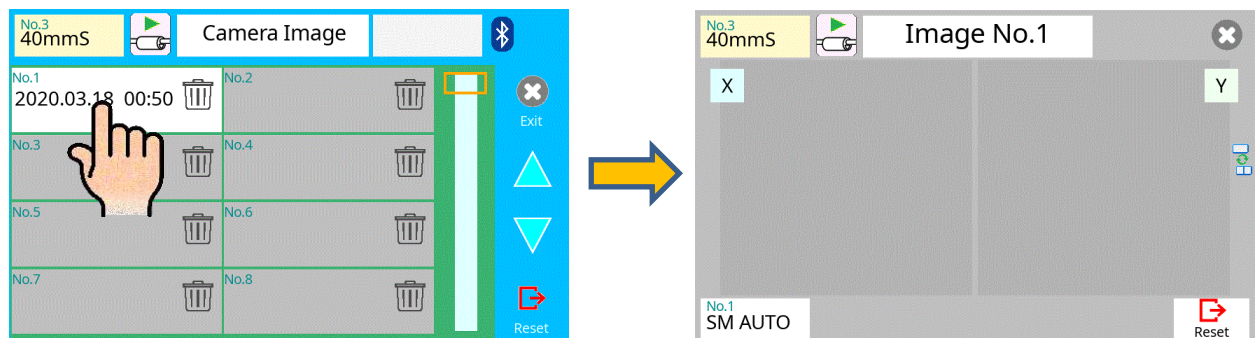 No.3
40mmS
Camera Image
No.1
2020.03.18 00:50
No.2
No.3
No.4
No.5
No.6
No.7
No.8
Exit
Reset
No.3
40mmS
Image No.1
X
Y
No.1
SM AUTO
Reset